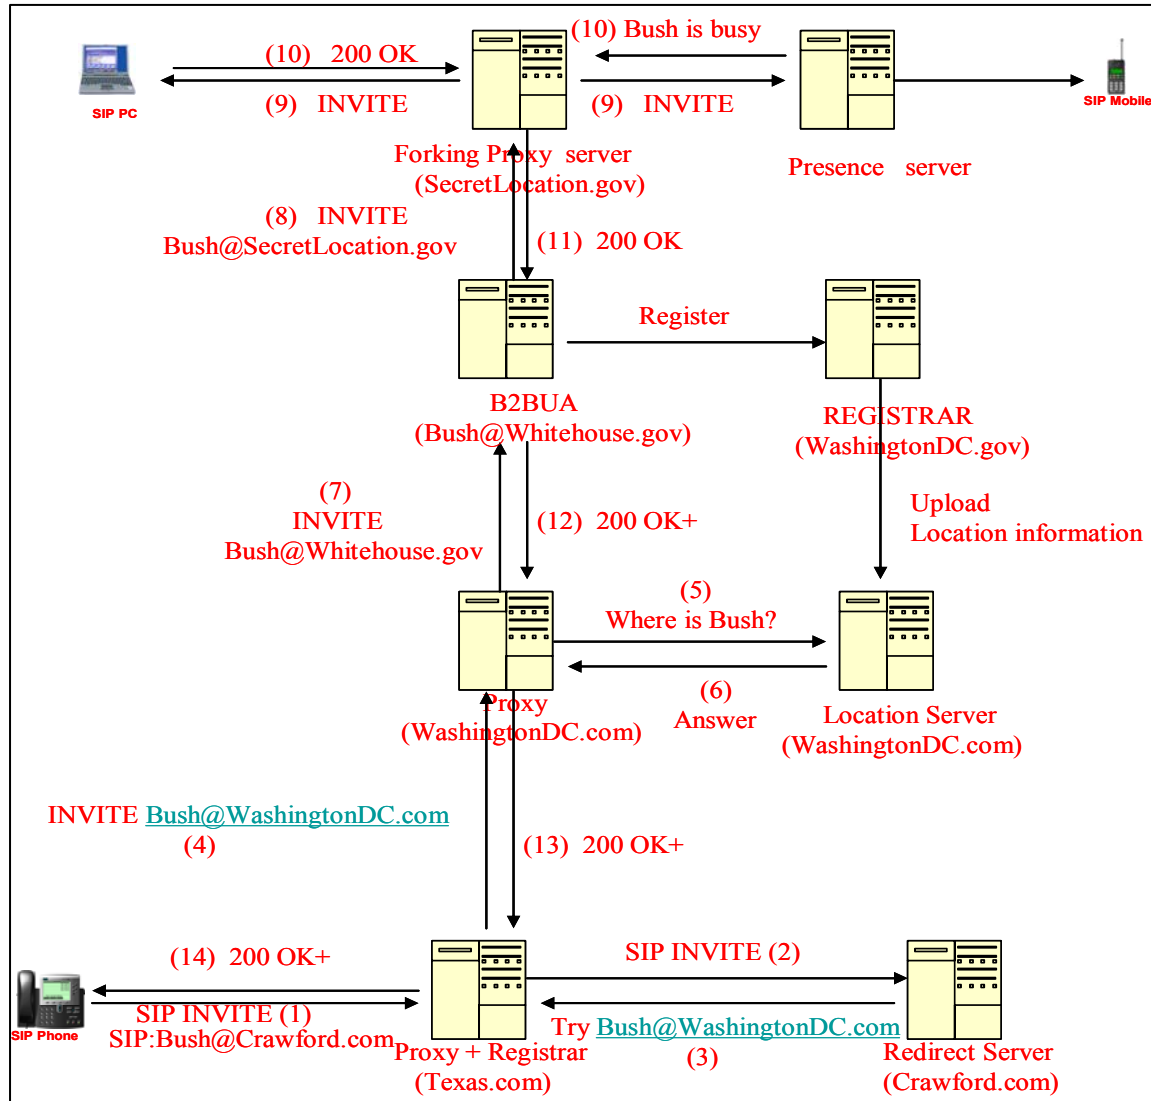 (10) Bush is busy
(10) 200 OK
(9) INVITE
(9) INVITE
SIP PC
SIP Mobile
Forking Proxy server
(SecretLocation.gov)
Presence server
(8) INVITE
Bush@SecretLocation.gov
(11) 200 OK
Register
B2BUA
(Bush@Whitehouse.gov)
REGISTRAR
(WashingtonDC.gov)
(7)
INVITE
Bush@Whitehouse.gov
(12) 200 OK+
Upload
Location information
(5)
Where is Bush?
(6)
Answer
Proxy
(WashingtonDC.com)
Location Server
(WashingtonDC.com)
INVITE Bush@WashingtonDC.com
(4)
(13) 200 OK+
(14) 200 OK+
SIP INVITE (2)
SIP INVITE (1)
SIP:Bush@Crawford.com
SIP Phone
Try Bush@WashingtonDC.com
(3)
Proxy + Registrar
(Texas.com)
Redirect Server
(Crawford.com)